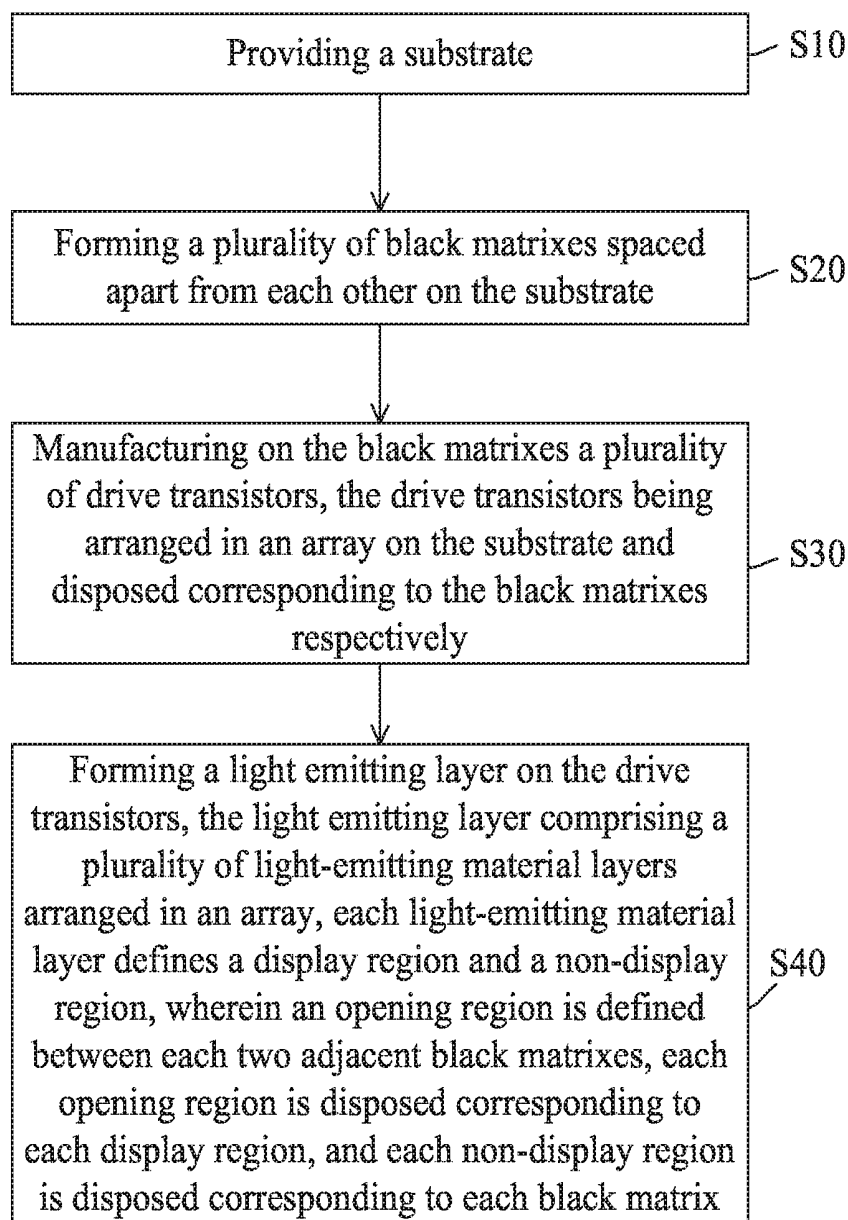 Providing a substrate
S10
Forming a plurality of black matrixes spaced
apart from each other on the substrate
S20
Manufacturing on the black matrixes a plurality
of drive transistors, the drive transistors being
arranged in an array on the substrate and
disposed corresponding to the black matrixes
respectively
S30
Forming a light emitting layer on the drive
transistors, the light emitting layer comprising a
plurality of light-emitting material layers
arranged in an array, each light-emitting material
layer defines a display region and a non-display
region, wherein an opening region is defined
between each two adjacent black matrixes, each
opening region is disposed corresponding to
each display region, and each non-display region
is disposed corresponding to each black matrix
S40